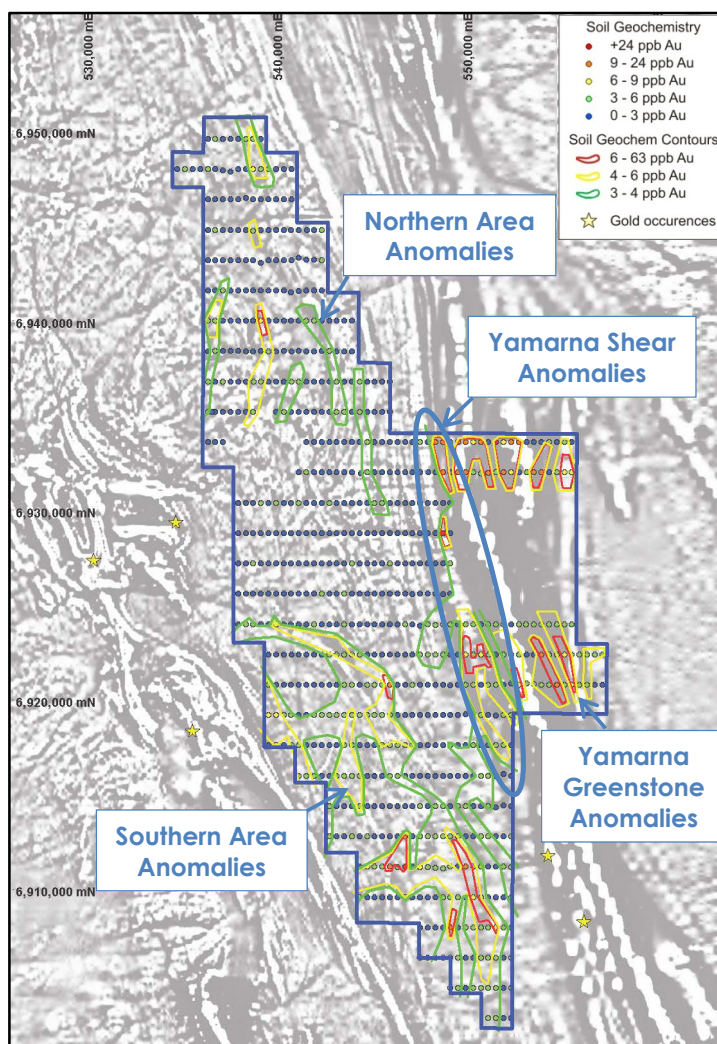 530,000 mE
540,000 mE
550,000 mE
Soil Geochemistry
+24 ppb Au
9 - 24 ppb Au
6 - 9 ppb Au
3 - 6 ppb Au
0 - 3 ppb Au
Soil Geochem Contours
6 - 63 ppb Au
4 - 6 ppb Au
3 - 4 ppb Au
Gold occurences
6,950,000 mN
Northern Area
Anomalies
6,940,000 mN
Yamarna Shear
Anomalies
6,930,000 mN
6,920,000 mN
Yamarna
Greenstone
Anomalies
Southern Area
Anomalies
6,910,000 mN